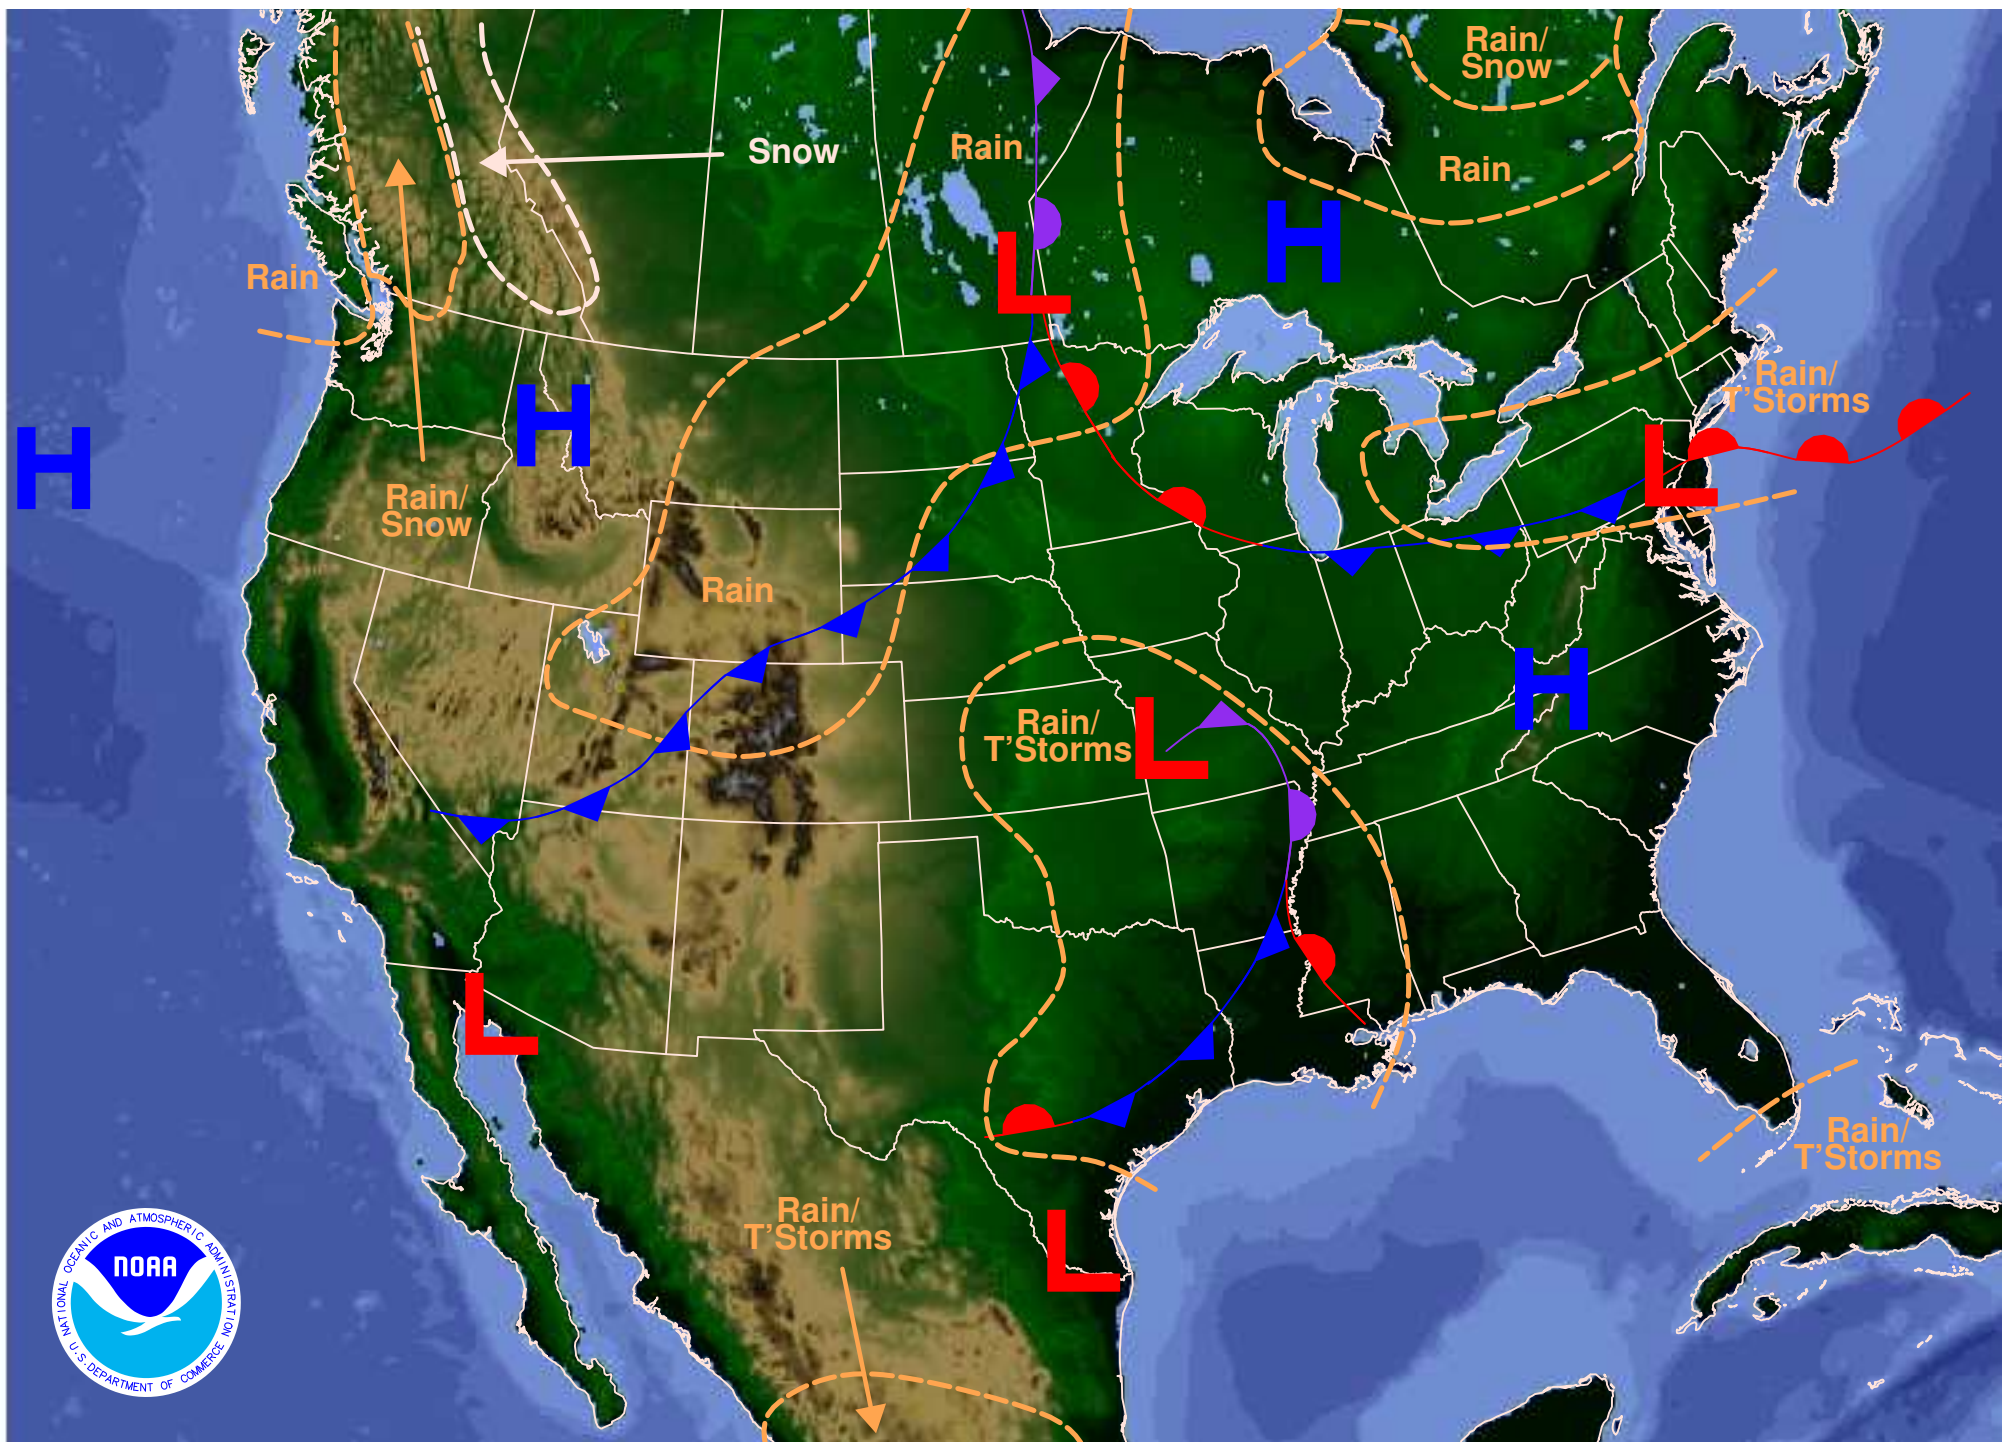 Rain/
Snow
Rain
Snow
Rain
H
Rain
L
Rain/
T'Storms
H
H
L
Rain/
Snow
Rain
H
Rain/
T'Storms
L
L
Rain/
T'Storms
Rain/
T'Storms
L
NOAA
NATIONAL OCEANIC AND ATMOSPHERIC ADMINISTRATION
U.S. DEPARTMENT OF COMMERCE